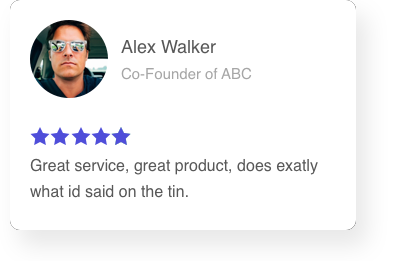 Alex Walker
Co-Founder of ABC
Great service, great product, does exatly
what id said on the tin.